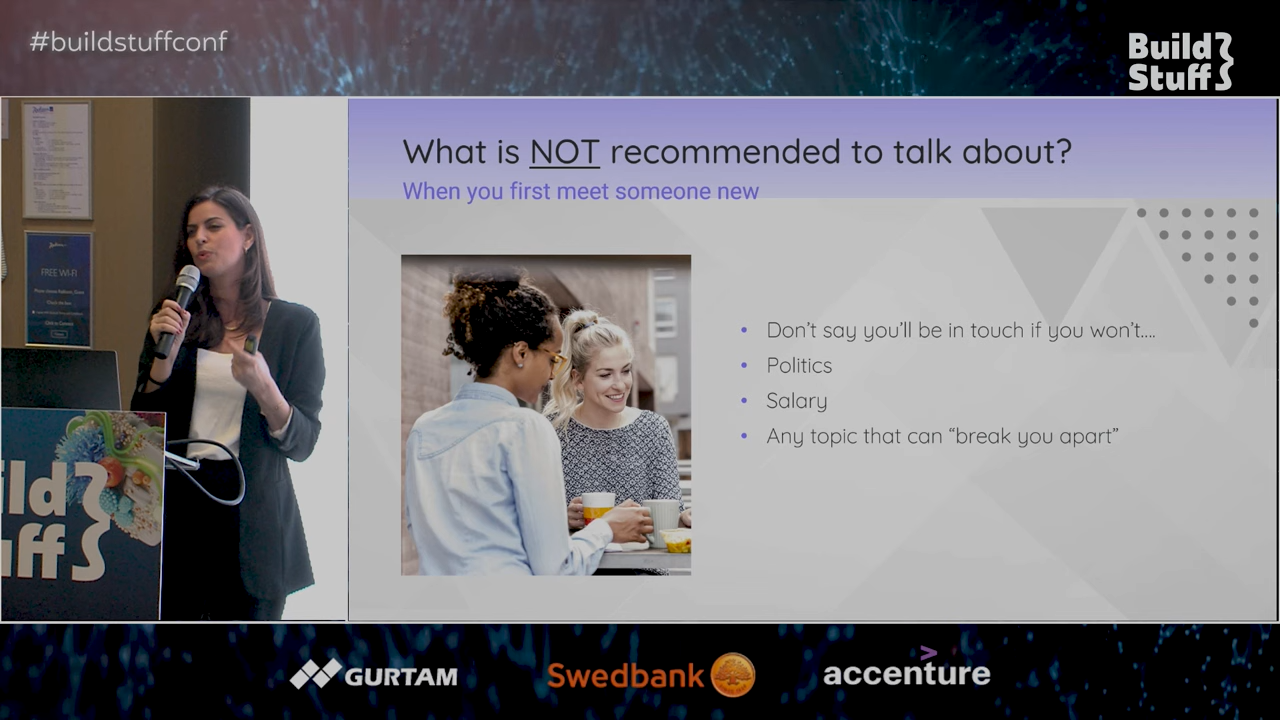 #buildstuffconf
Build
Stuff
FREE WI-FI
What is NOT recommended to talk about?
When you first meet someone new
• Don't say you'll be in touch if you won't....
• Politics
• Salary
• Any topic that can “break you apart”
ild
uff
GURTAM
Swedbank
accenture